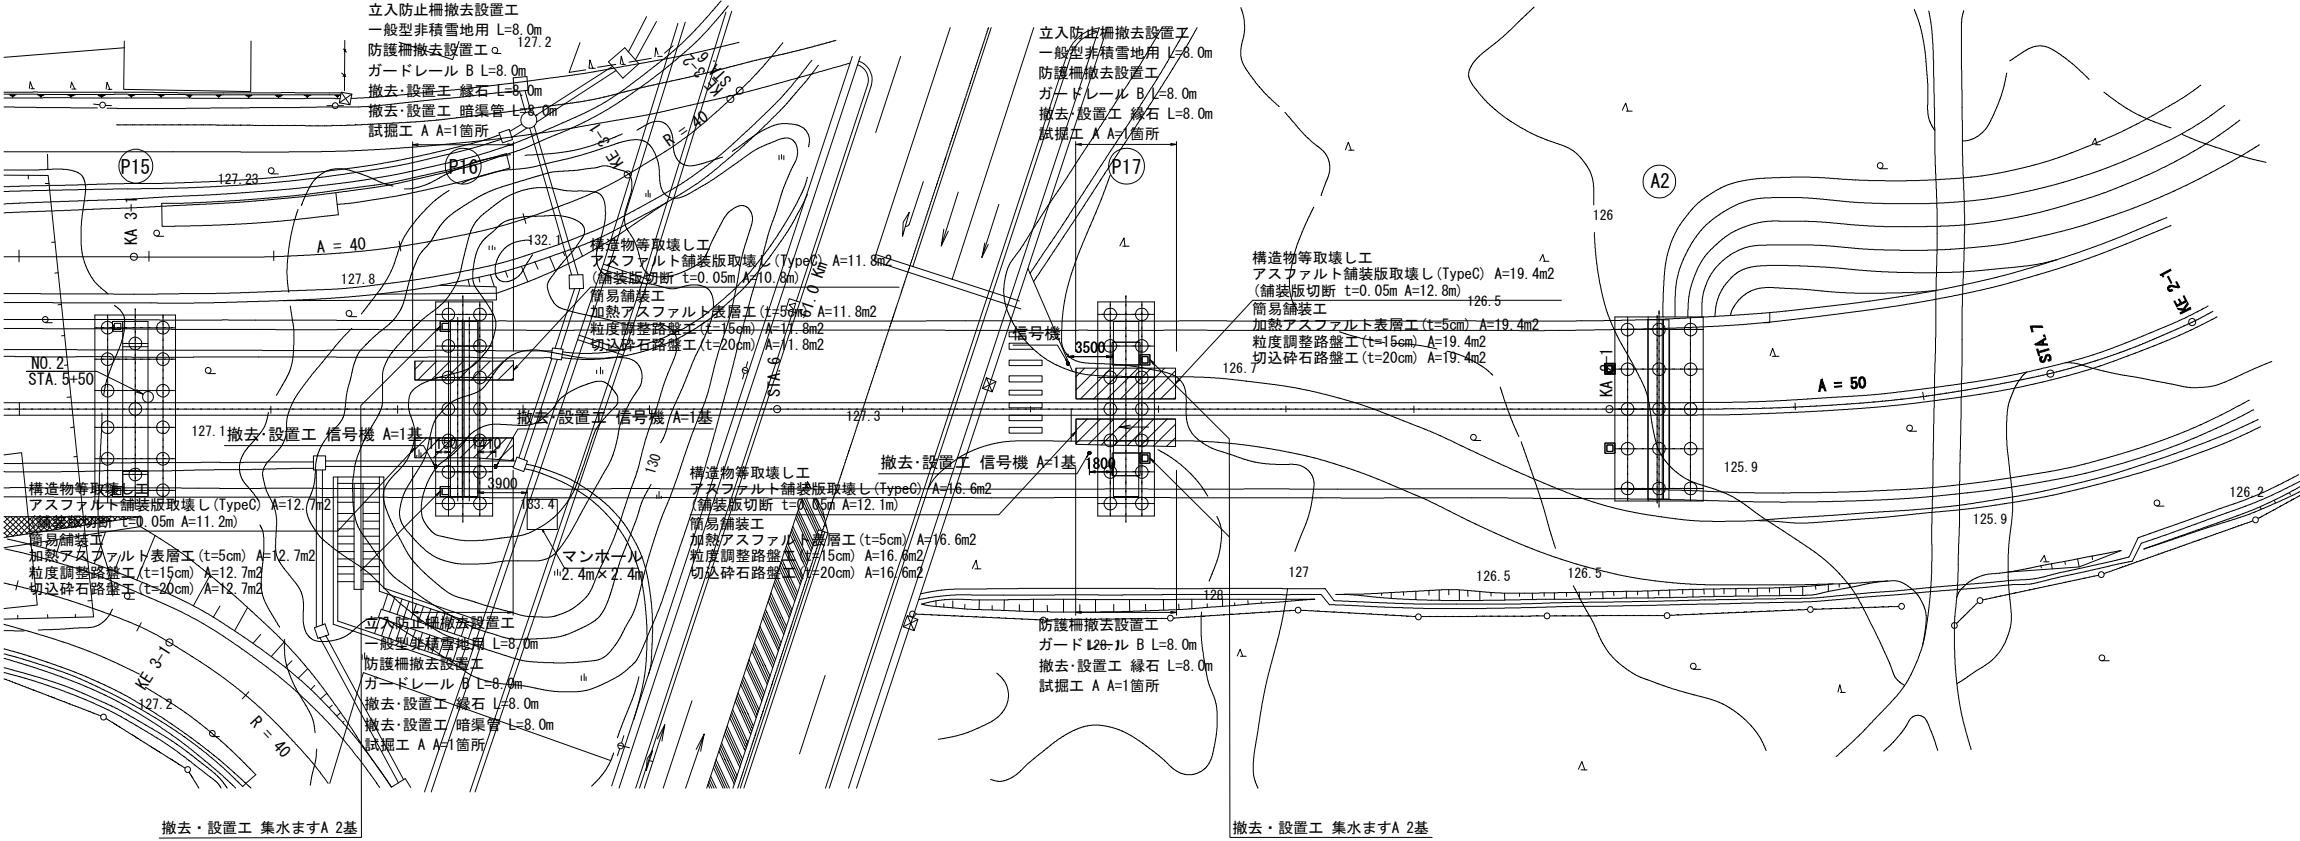 立入防止柵撤去設置工
一般型非積雪地用 L=8.0m
防護柵撤去設置工
ガードレール B L=8.0m
撤去･設置工 縁石 L=8.0m
撤去･設置工 暗渠管 L=8.0m
試掘工 A A=1箇所
127.2
STA.6
KA 3-2
KE 3-1
R = 40
立入防止柵撤去設置工
一般型非積雪地用 L=8.0m
防護柵撤去設置工
ガードレール B L=8.0m
撤去･設置工 縁石 L=8.0m
試掘工 A A=1箇所
P15
P16
P17
A2
127.23
KA 3-1
A = 40
132.1
127.8
126
構造物等取壊し工
アスファルト舗装版取壊し(TypeC) A=11.8m2
(舗装版切断 t=0.05m A=10.8m)
簡易舗装工
加熱アスファルト表層工(t=5cm) A=11.8m2
粒度調整路盤工(t=15cm) A=11.8m2
切込砕石路盤工(t=20cm) A=11.8m2
構造物等取壊し工
アスファルト舗装版取壊し(TypeC) A=19.4m2
(舗装版切断 t=0.05m A=12.8m)
簡易舗装工
加熱アスファルト表層工(t=5cm) A=19.4m2
粒度調整路盤工(t=15cm) A=19.4m2
切込砕石路盤工(t=20cm) A=19.4m2
126.5
KE 2-1
STA.7
信号機
3500
126.7
NO.2
STA.5+50
STA.6
A = 50
127.3
127.1
撤去･設置工 信号機 A=1基
撤去･設置工 信号機 A=1基
撤去･設置工 信号機 A=1基
1800
130
3900
133.4
125.9
126.2
125.9
構造物等取壊し工
アスファルト舗装版取壊し(TypeC) A=12.7m2
(舗装版切断 t=0.05m A=11.2m)
簡易舗装工
加熱アスファルト表層工(t=5cm) A=12.7m2
粒度調整路盤工(t=15cm) A=12.7m2
切込砕石路盤工(t=20cm) A=12.7m2
構造物等取壊し工
アスファルト舗装版取壊し(TypeC) A=16.6m2
(舗装版切断 t=0.05m A=12.1m)
簡易舗装工
加熱アスファルト表層工(t=5cm) A=16.6m2
粒度調整路盤工(t=15cm) A=16.6m2
切込砕石路盤工(t=20cm) A=16.6m2
マンホール
2.4m×2.4m
127
126.5
126.5
128
立入防止柵撤去設置工
一般型非積雪地用 L=8.0m
防護柵撤去設置工
ガードレール B L=8.0m
撤去･設置工 縁石 L=8.0m
撤去･設置工 暗渠管 L=8.0m
試掘工 A A=1箇所
防護柵撤去設置工
ガードレール B L=8.0m
撤去･設置工 縁石 L=8.0m
試掘工 A A=1箇所
KE 3-1
127.2
R = 40
撤去・設置工 集水ますA 2基
撤去・設置工 集水ますA 2基